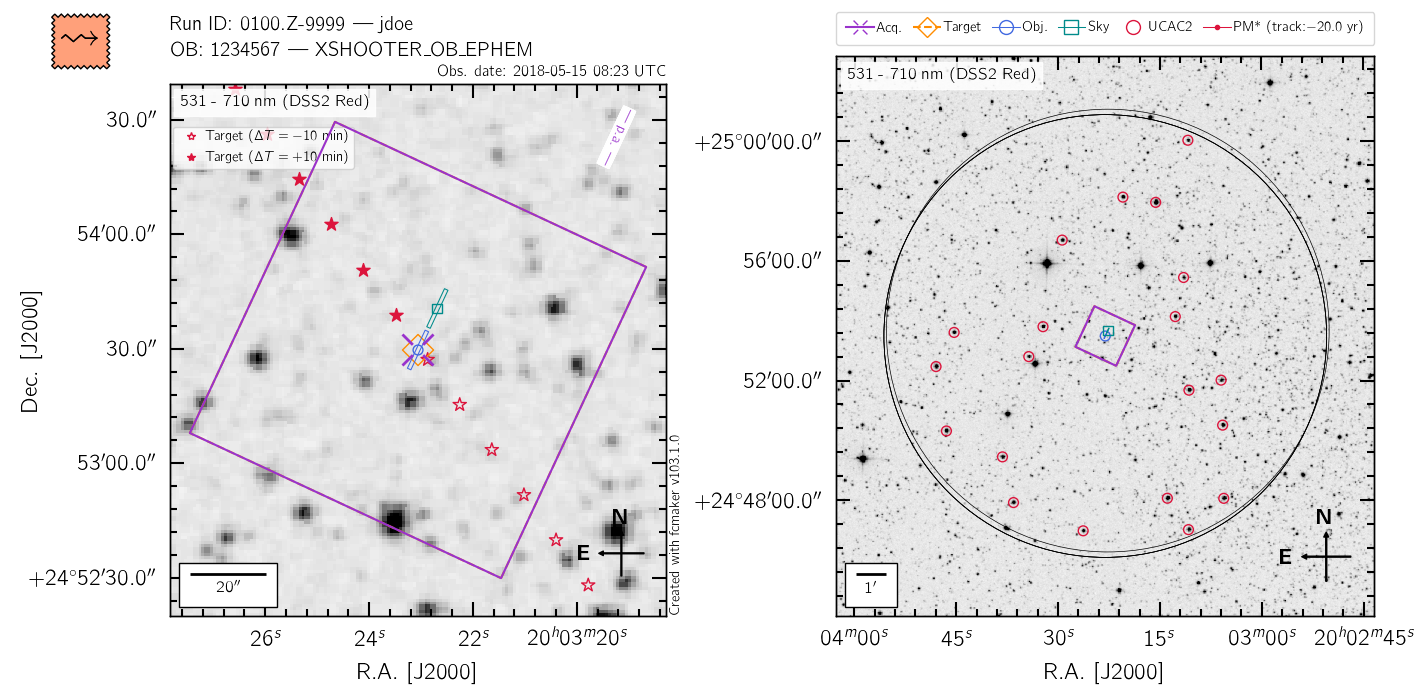 Run ID: 0100.Z-9999 — jdoe
OB: 1234567 — XSHOOTER_OB_EPHEM
Obs. date: 2018-05-15 08:23 UTC
531 - 710 nm (DSS2 Red)
Target (ΔT = −10 min)
Target (ΔT = +10 min)
— p.a. —
30.0″
54′00.0″
30.0″
53′00.0″
+24°52′30.0″
Dec. [J2000]
N
E
20″
26ˢ
24ˢ
22ˢ
20ʰ03ᵐ20ˢ
R.A. [J2000]
Created with fcmaker v103.1.0
Acq.
Target
Obj.
Sky
UCAC2
PM* (track:−20.0 yr)
531 - 710 nm (DSS2 Red)
+25°00′00.0″
56′00.0″
52′00.0″
+24°48′00.0″
N
E
1′
04ᵐ00ˢ
45ˢ
30ˢ
15ˢ
03ᵐ00ˢ
20ʰ02ᵐ45ˢ
R.A. [J2000]